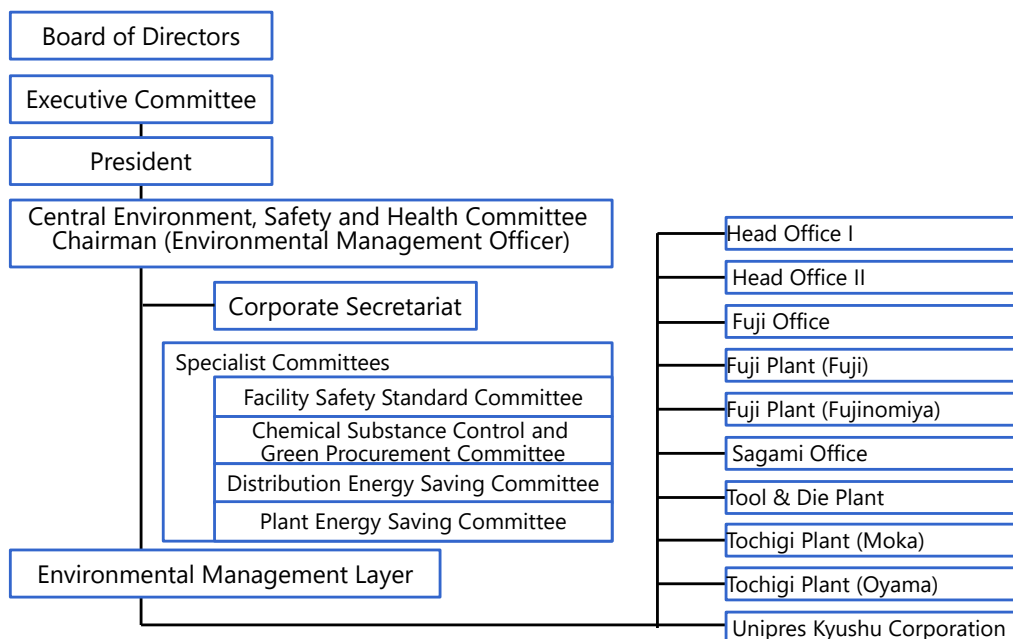 Board of Directors
Executive Committee
President
Central Environment, Safety and Health Committee
Chairman (Environmental Management Officer)
Corporate Secretariat
Specialist Committees
Facility Safety Standard Committee
Chemical Substance Control and
Green Procurement Committee
Distribution Energy Saving Committee
Plant Energy Saving Committee
Environmental Management Layer
Head Office I
Head Office II
Fuji Office
Fuji Plant (Fuji)
Fuji Plant (Fujinomiya)
Sagami Office
Tool & Die Plant
Tochigi Plant (Moka)
Tochigi Plant (Oyama)
Unipres Kyushu Corporation